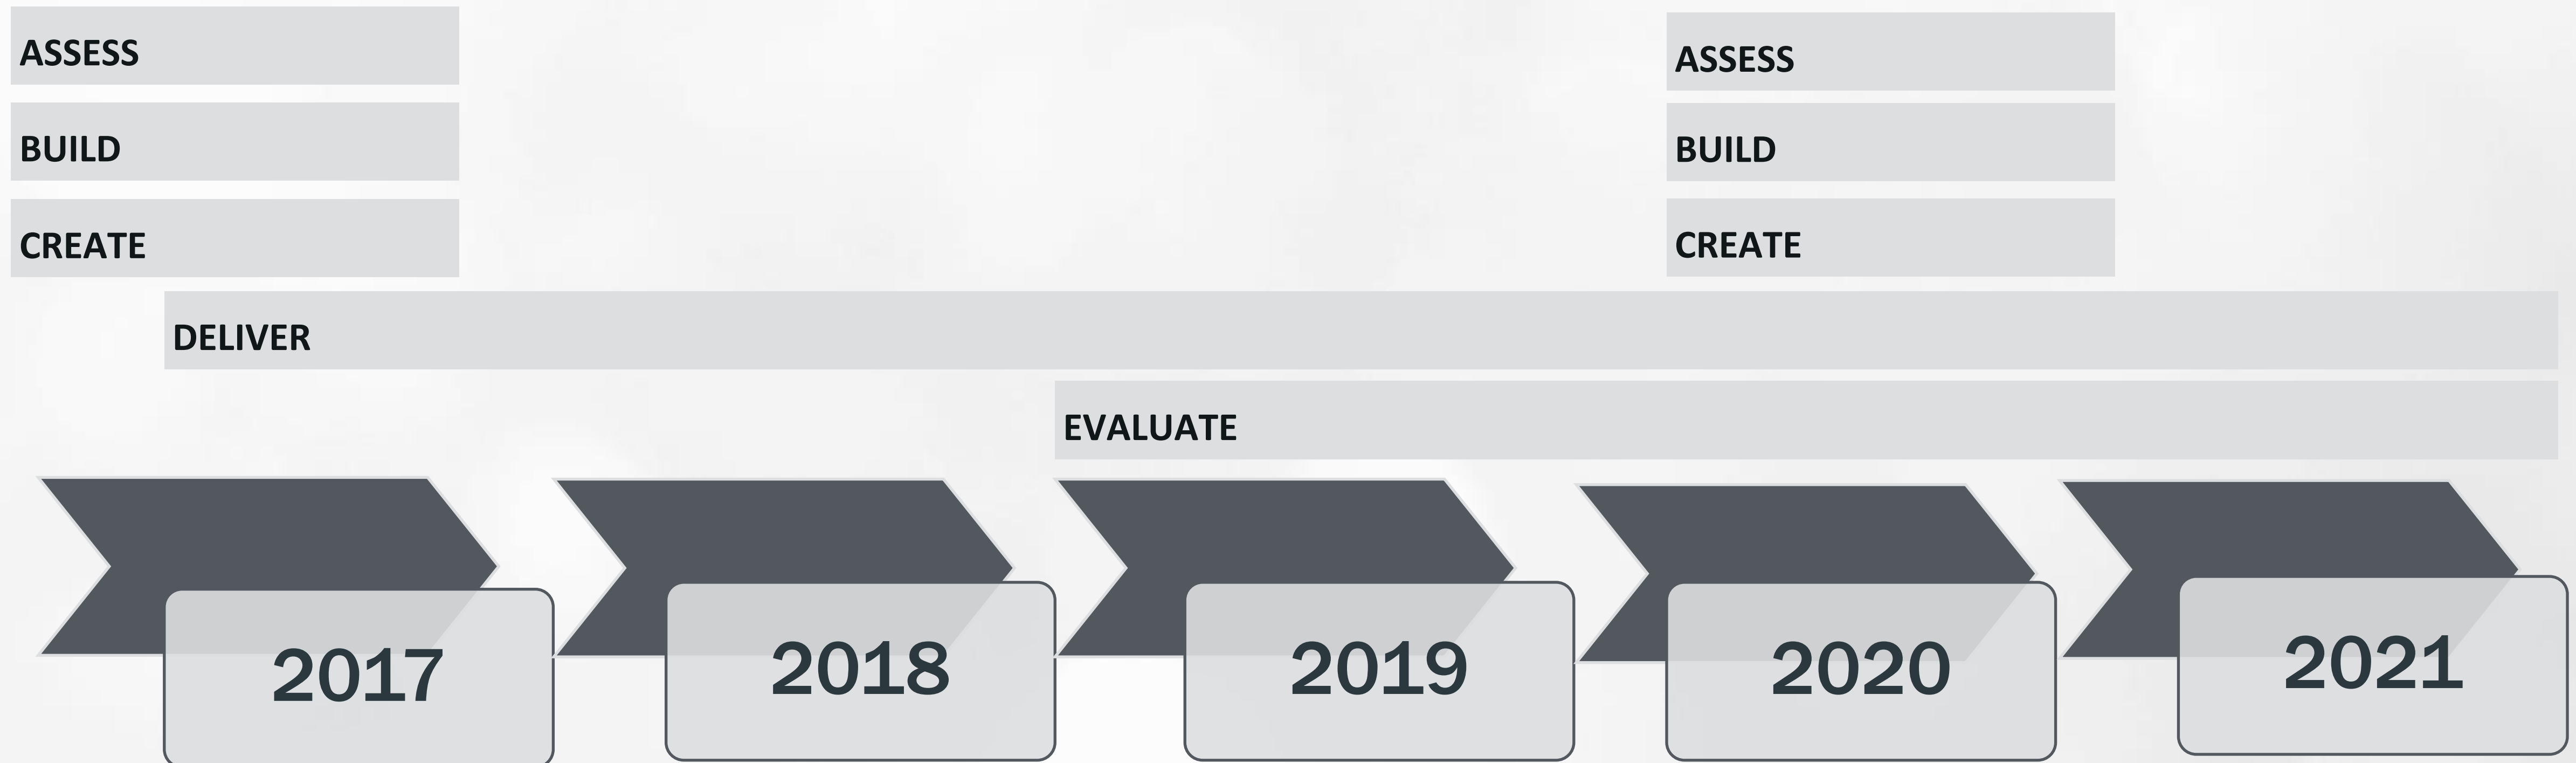 ASSESS
ASSESS
BUILD
BUILD
CREATE
CREATE
DELIVER
EVALUATE
2017
2018
2019
2020
2021